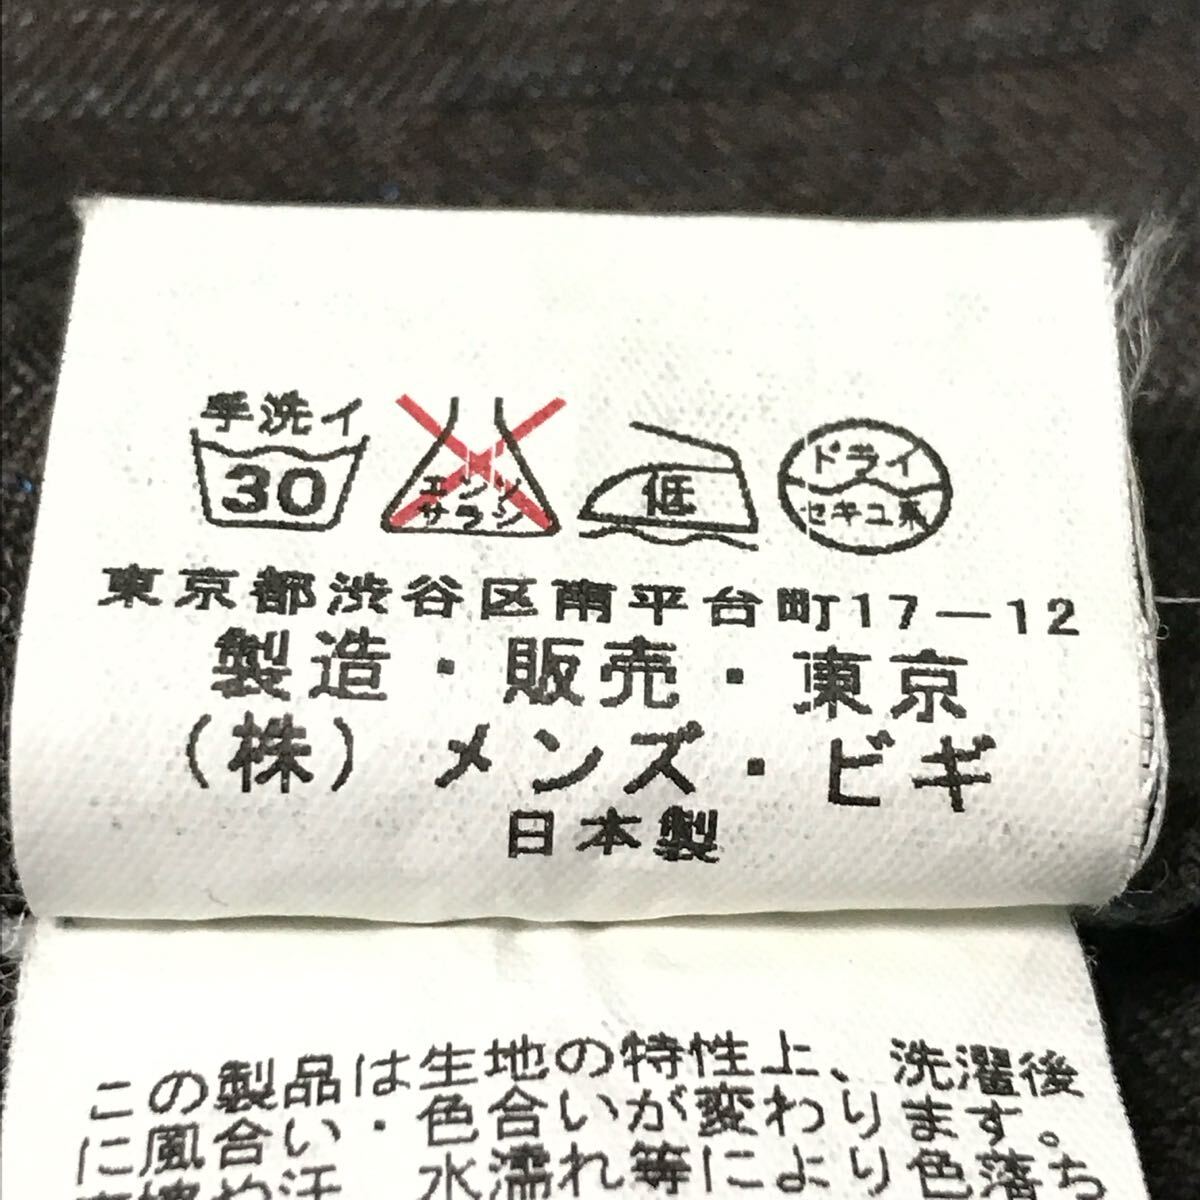 手洗イ
30
エンソ
サラシ
低
ドライ
セキユ系
東京都渋谷区南平台町17-12
製造・販売・東京
(株)メンズ・ビギ
日本製
この製品は生地の特性上、洗濯後
に風合い・色合いが変わります。
や汗、水濡れ等により色落ち